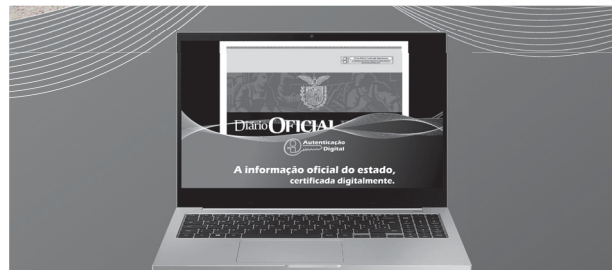 Diário OFICIAL
Autenticação
Digital
A informação oficial do estado,
certificada digitalmente.